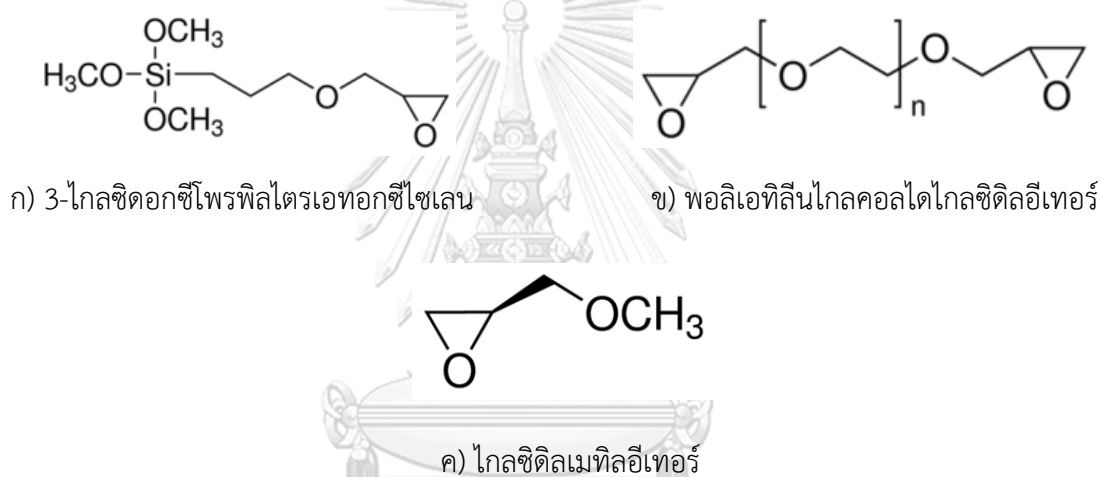 OCH3
H3CO-Si
O
O
OCH3
O
O
n
O
O
ก) 3-ไกลซิดอกซีโพรพิลไตรเอทอกซีไซเลน
ข) พอลิเอทิลีนไกลคอลไดไกลซิดิลอีเทอร์
OCH3
O
ค) ไกลซิดิลเมทิลอีเทอร์